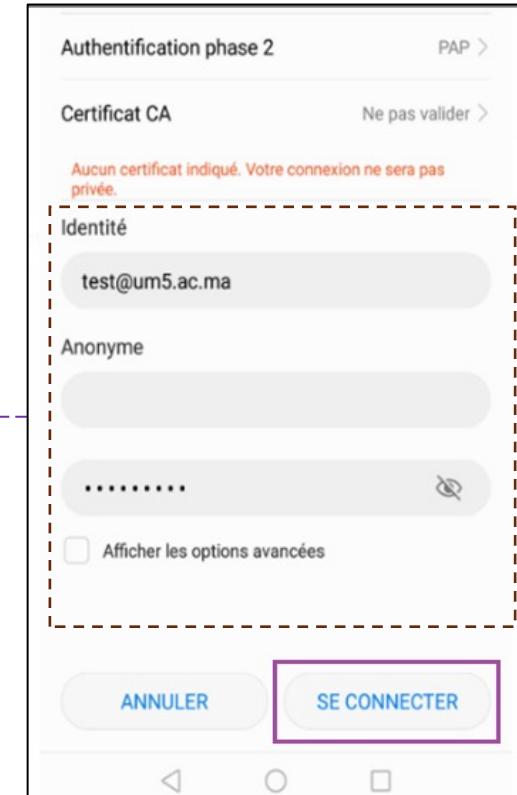 Authentification phase 2 PAP >
Certificat CA Ne pas valider >
Aucun certificat indiqué. Votre connexion ne sera pas
privée.
Identité
test@um5.ac.ma
Anonyme
•••••••••
Afficher les options avancées
ANNULER SE CONNECTER